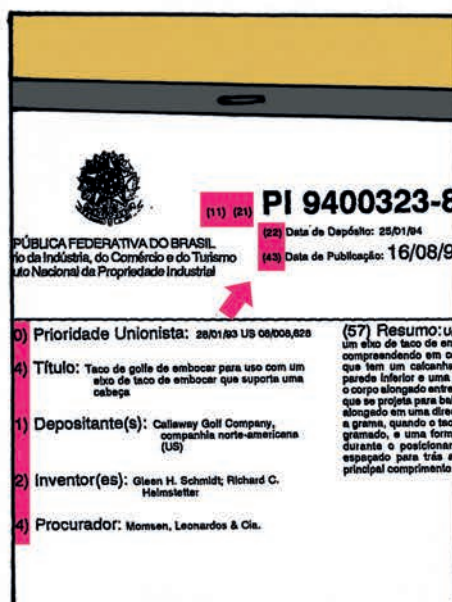 (11) (21) PI 9400323-8
(22) Data de Depósito: 25/01/94
(43) Data de Publicação: 16/08/9
PÚBLICA FEDERATIVA DO BRASIL
rio da Indústria, do Comércio e do Turismo
uto Nacional da Propriedade Industrial
0) Prioridade Unionista: 28/01/93 US 08/008,628
4) Título: Taco de golfe de embocar para uso com um
eixo de taco de embocar que suporta uma
cabeça
1) Depositante(s): Callaway Golf Company,
companhia norte-americana
(US)
2) Inventor(es): Gleen H. Schmidt; Richard C.
Helmstetter
4) Procurador: Momsen, Leonardos & Cia.
(57) Resumo:
um eixo de taco de em
compreendendo em c
que tem um calcanha
parede inferior e uma
o corpo alongado entre
que se projeta para bai
alongado em uma direç
a grama, quando o tac
gramado, e uma form
durante o posicionar
espaçado para trás a
principal comprimento